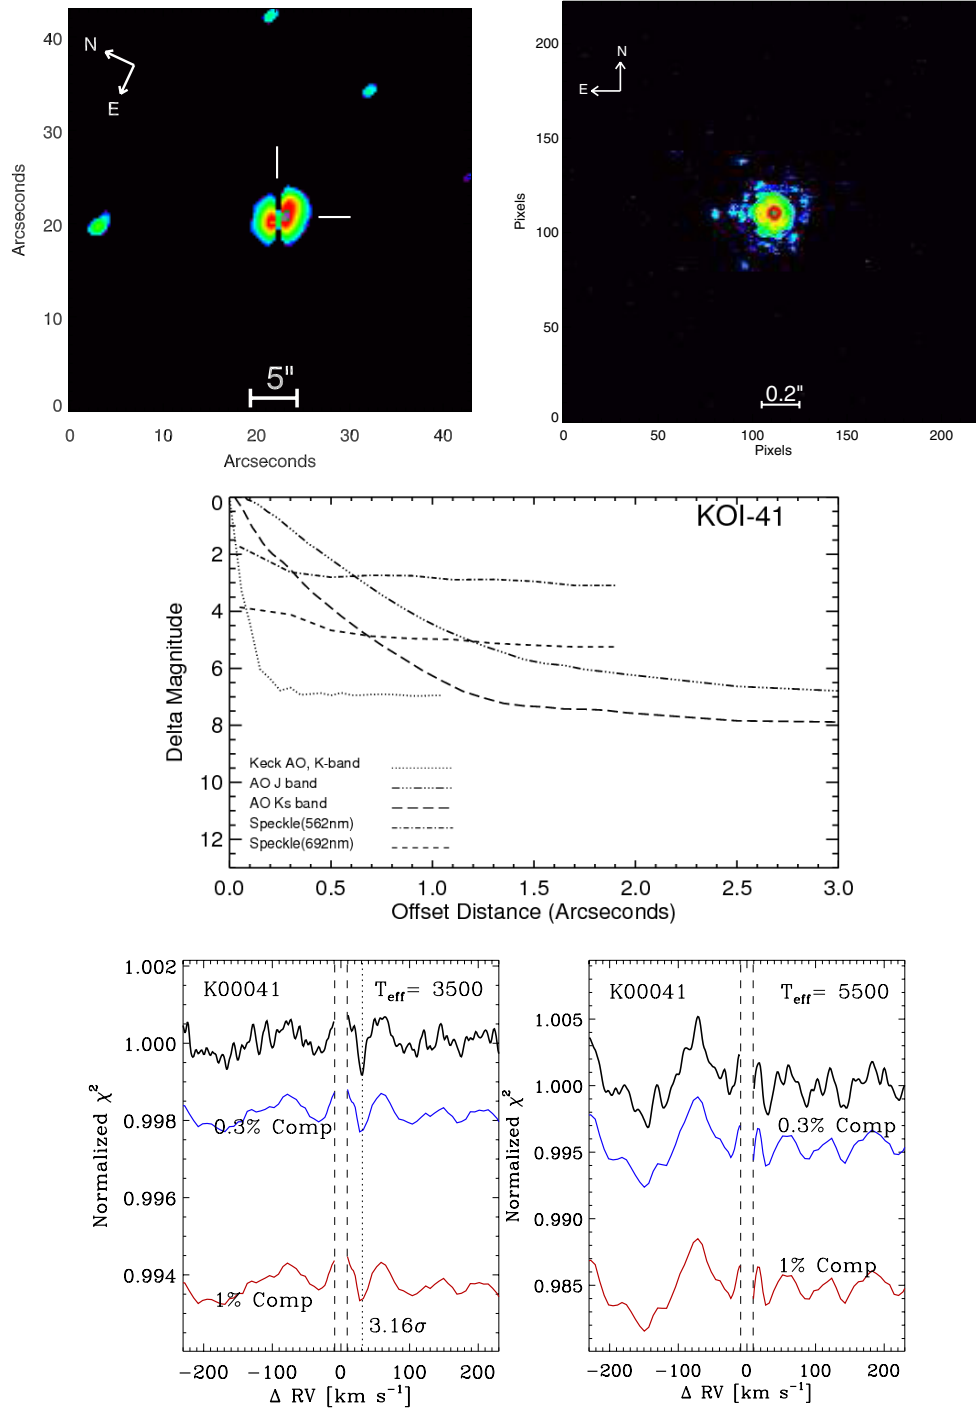 40
30
20
10
0
Arcseconds
N
E
5"
0 10 20 30 40
Arcseconds
200
150
100
50
0
Pixels
N
E
0.2"
0 50 100 150 200
Pixels
KOI-41
0
2
4
6
8
10
12
Delta Magnitude
Keck AO, K-band
AO J band
AO Ks band
Speckle(562nm)
Speckle(692nm)
0.0 0.5 1.0 1.5 2.0 2.5 3.0
Offset Distance (Arcseconds)
1.002
1.000
0.998
0.996
0.994
Normalized χ²
K00041 T_eff= 3500
0.3% Comp
1% Comp
3.16σ
-200 -100 0 100 200
Δ RV [km s⁻¹]
1.005
1.000
0.995
0.990
0.985
Normalized χ²
K00041 T_eff= 5500
0.3% Comp
1% Comp
-200 -100 0 100 200
Δ RV [km s⁻¹]